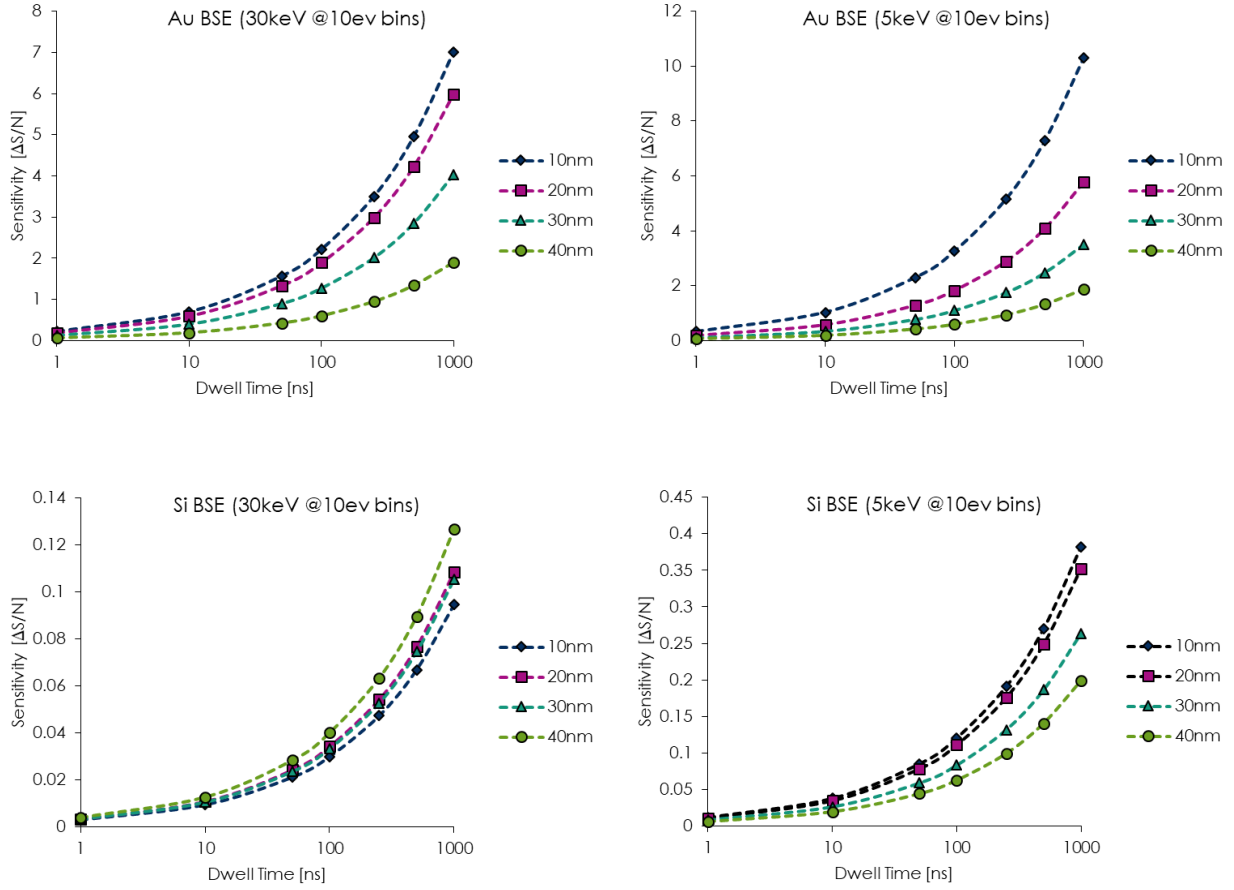 Au BSE (30keV @10ev bins)
8
7
6
5
4
3
2
1
0
Sensitivity [ΔS/N]
1
10
100
1000
Dwell Time [ns]
10nm
20nm
30nm
40nm
Au BSE (5keV @10ev bins)
12
10
8
6
4
2
0
Sensitivity [ΔS/N]
1
10
100
1000
Dwell Time [ns]
10nm
20nm
30nm
40nm
Si BSE (30keV @10ev bins)
0.14
0.12
0.1
0.08
0.06
0.04
0.02
0
Sensitivity [ΔS/N]
1
10
100
1000
Dwell Time [ns]
10nm
20nm
30nm
40nm
Si BSE (5keV @10ev bins)
0.45
0.4
0.35
0.3
0.25
0.2
0.15
0.1
0.05
0
Sensitivity [ΔS/N]
1
10
100
1000
Dwell Time [ns]
10nm
20nm
30nm
40nm